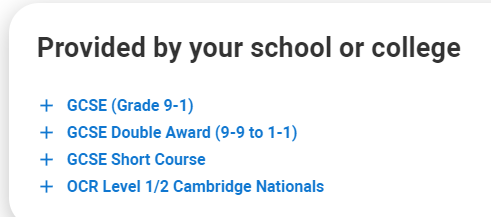 Provided by your school or college
+ GCSE (Grade 9-1)
+ GCSE Double Award (9-9 to 1-1)
+ GCSE Short Course
+ OCR Level 1/2 Cambridge Nationals